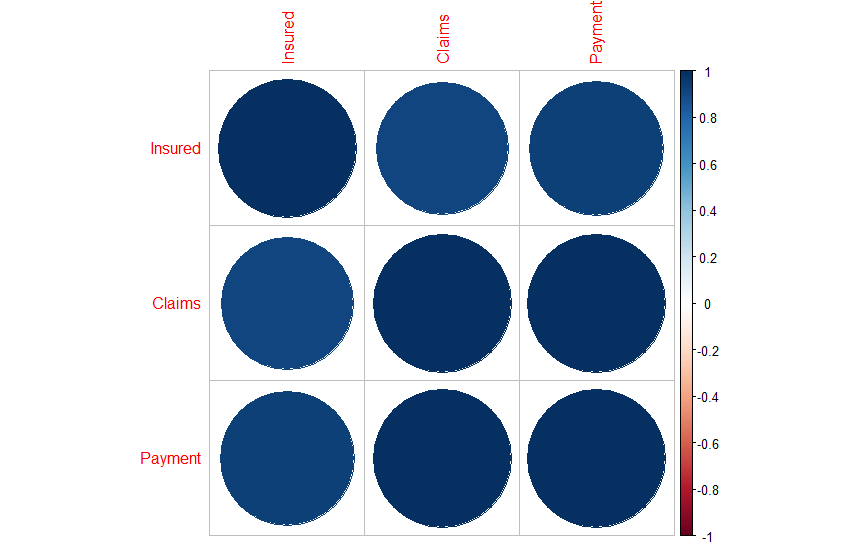 Insured
Claims
Payment
Insured
Claims
Payment
1
0.8
0.6
0.4
0.2
0
-0.2
-0.4
-0.6
-0.8
-1